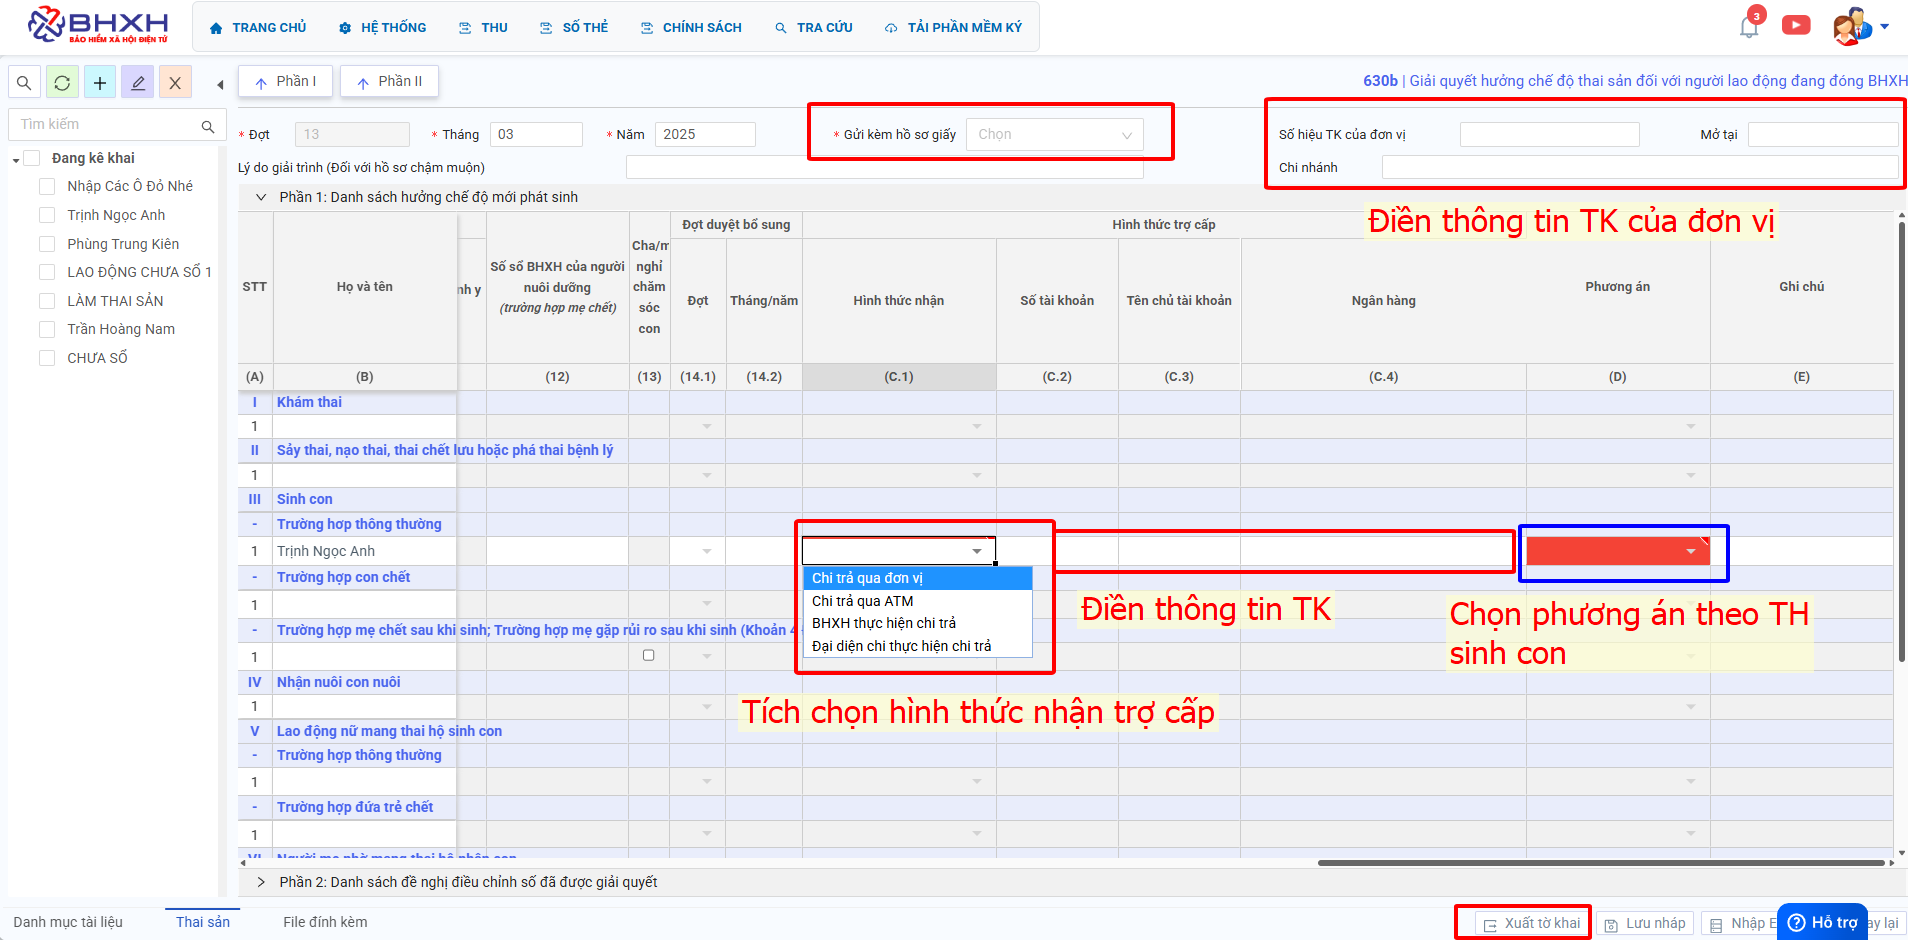 BHXH
BẢO HIỂM XÃ HỘI ĐIỆN TỬ
TRANG CHỦ
HỆ THỐNG
THU
SỔ THẺ
CHÍNH SÁCH
TRA CỨU
TẢI PHẦN MỀM KÝ
3
Phần I
Phần II
630b | Giải quyết hưởng chế độ thai sản đối với người lao động đang đóng BHXH
Tìm kiếm
Đang kê khai
Nhập Các Ô Đỏ Nhé
Trịnh Ngọc Anh
Phùng Trung Kiên
LAO ĐỘNG CHƯA SỔ 1
LÀM THAI SẢN
Trần Hoàng Nam
CHƯA SỔ
* Đợt 13
* Tháng 03
* Năm 2025
* Gửi kèm hồ sơ giấy Chọn
Số hiệu TK của đơn vị
Mở tại
Lý do giải trình (Đối với hồ sơ chậm muộn)
Chi nhánh
Phần 1: Danh sách hưởng chế độ mới phát sinh
Điền thông tin TK của đơn vị
STT
Họ và tên
nh y
Số sổ BHXH của người
nuôi dưỡng
(trường hợp mẹ chết)
Cha/m
nghỉ
chăm
sóc
con
Đợt duyệt bổ sung
Đợt
Tháng/năm
Hình thức trợ cấp
Hình thức nhận
Số tài khoản
Tên chủ tài khoản
Ngân hàng
Phương án
Ghi chú
(A) (B) (12) (13) (14.1) (14.2) (C.1) (C.2) (C.3) (C.4) (D) (E)
I Khám thai
1
II Sảy thai, nạo thai, thai chết lưu hoặc phá thai bệnh lý
1
III Sinh con
- Trường hợp thông thường
1 Trịnh Ngọc Anh
- Trường hợp con chết
1
- Trường hợp mẹ chết sau khi sinh; Trường hợp mẹ gặp rủi ro sau khi sinh (Khoản 4
1
IV Nhận nuôi con nuôi
1
V Lao động nữ mang thai hộ sinh con
- Trường hợp thông thường
1
- Trường hợp đứa trẻ chết
1
VI Người mẹ nhờ mang thai hộ nhận con
Chi trả qua đơn vị
Chi trả qua ATM
BHXH thực hiện chi trả
Đại diện chi thực hiện chi trả
Điền thông tin TK
Chọn phương án theo TH
sinh con
Tích chọn hình thức nhận trợ cấp
Phần 2: Danh sách đề nghị điều chỉnh số đã được giải quyết
Danh mục tài liệu
Thai sản
File đính kèm
Xuất tờ khai
Lưu nháp
Nhập E
Hỗ trợ
ay lại